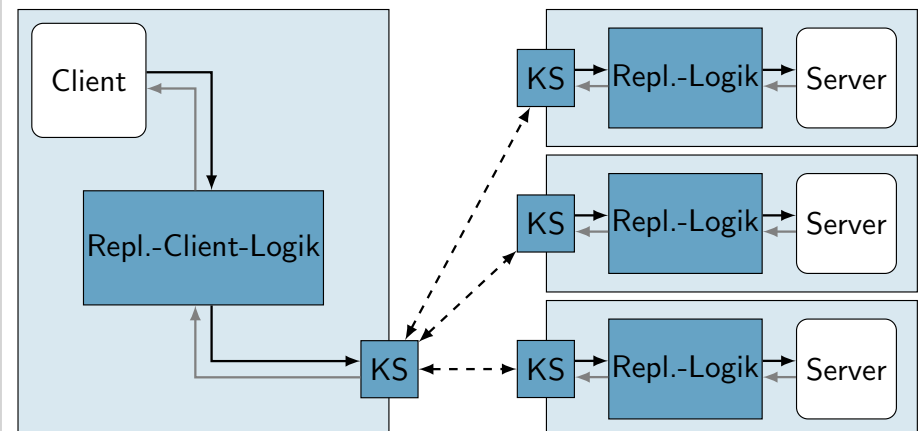 Client
Repl.-Client-Logik
KS
KS
Repl.-Logik
Server
KS
Repl.-Logik
Server
KS
Repl.-Logik
Server